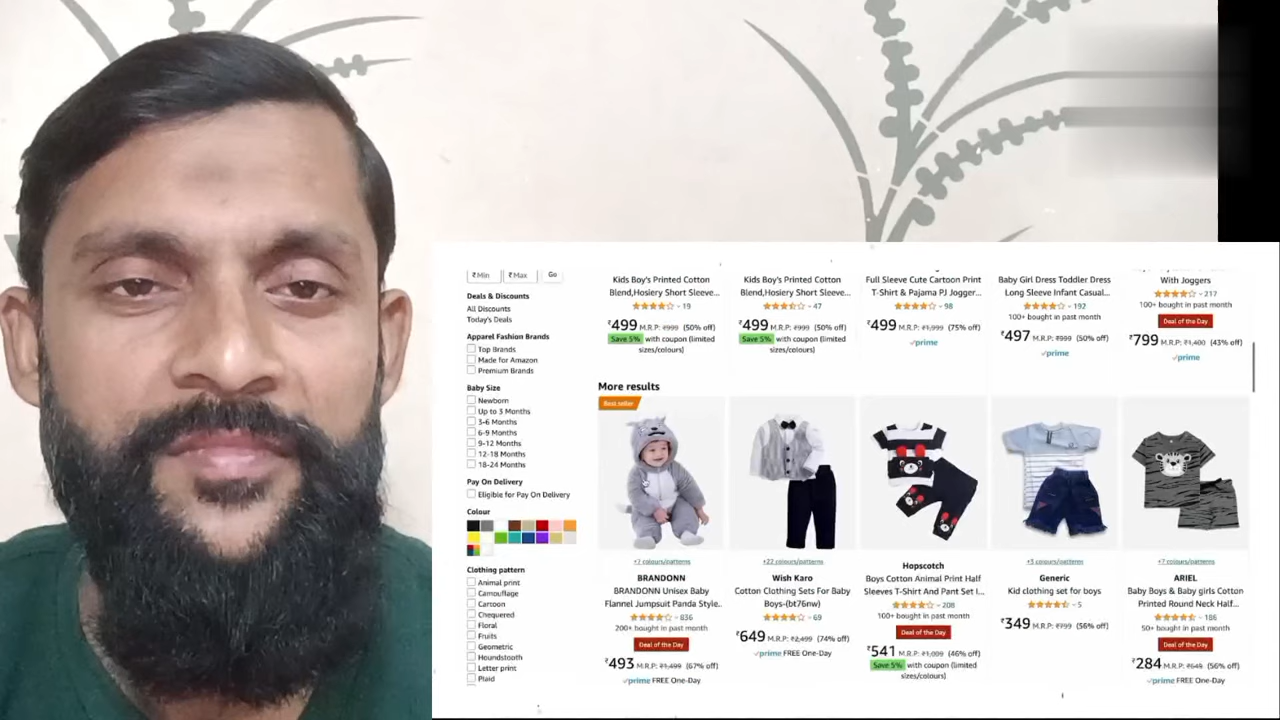 ₹ Min ₹ Max Go
Deals & Discounts
All Discounts
Today's Deals
Apparel Fashion Brands
Top Brands
Made for Amazon
Premium Brands
Baby Size
Newborn
Up to 3 Months
3-6 Months
6-9 Months
9-12 Months
12-18 Months
18-24 Months
Pay On Delivery
Eligible for Pay On Delivery
Colour
Clothing pattern
Animal print
Camouflage
Cartoon
Chequered
Floral
Fruits
Geometric
Houndstooth
Letter print
Plaid
Kids Boy's Printed Cotton
Blend,Hosiery Short Sleeve...
19
₹499 M.R.P: ₹999 (50% off)
Save 5% with coupon (limited
sizes/colours)
Kids Boy's Printed Cotton
Blend,Hosiery Short Sleeve...
47
₹499 M.R.P: ₹999 (50% off)
Save 5% with coupon (limited
sizes/colours)
Full Sleeve Cute Cartoon Print
T-Shirt & Pajama PJ Jogger...
98
₹499 M.R.P: ₹1,999 (75% off)
prime
Baby Girl Dress Toddler Dress
Long Sleeve Infant Casual...
192
100+ bought in past month
₹497 M.R.P: ₹999 (50% off)
prime
With Joggers
217
100+ bought in past month
Deal of the Day
₹799 M.R.P: ₹1,400 (43% off)
prime
More results
Best seller
+7 colours/patterns
BRANDONN
BRANDONN Unisex Baby
Flannel Jumpsuit Panda Style..
836
200+ bought in past month
Deal of the Day
₹493 M.R.P: ₹1,499 (67% off)
prime FREE One-Day
+22 colours/patterns
Wish Karo
Cotton Clothing Sets For Baby
Boys-(bt76nw)
69
₹649 M.R.P: ₹2,499 (74% off)
prime FREE One-Day
Hopscotch
Boys Cotton Animal Print Half
Sleeves T-Shirt And Pant Set I...
208
100+ bought in past month
Deal of the Day
₹541 M.R.P: ₹1,009 (46% off)
Save 5% with coupon (limited
sizes/colours)
+3 colours/patterns
Generic
Kid clothing set for boys
5
₹349 M.R.P: ₹799 (56% off)
+7 colours/patterns
ARIEL
Baby Boys & Baby girls Cotton
Printed Round Neck Half...
186
50+ bought in past month
Deal of the Day
₹284 M.R.P: ₹649 (56% off)
prime FREE One-Day